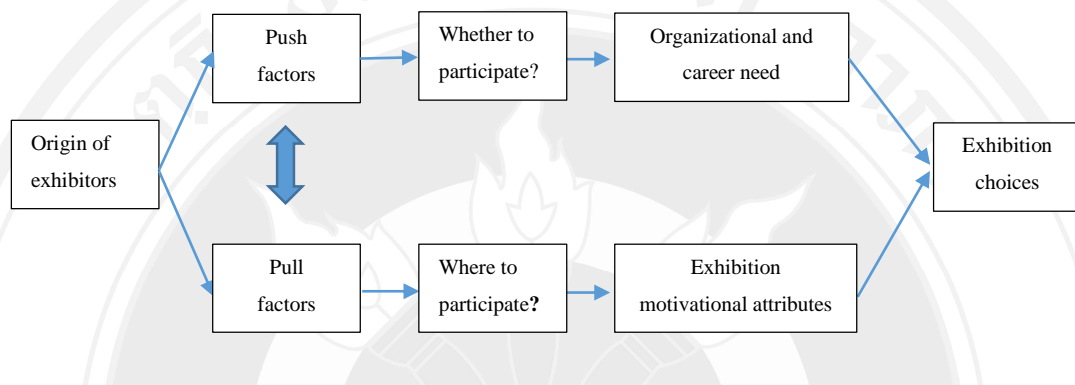 Push
factors
Whether to
participate?
Organizational and
career need
Origin of
exhibitors
Exhibition
choices
Pull
factors
Where to
participate?
Exhibition
motivational attributes